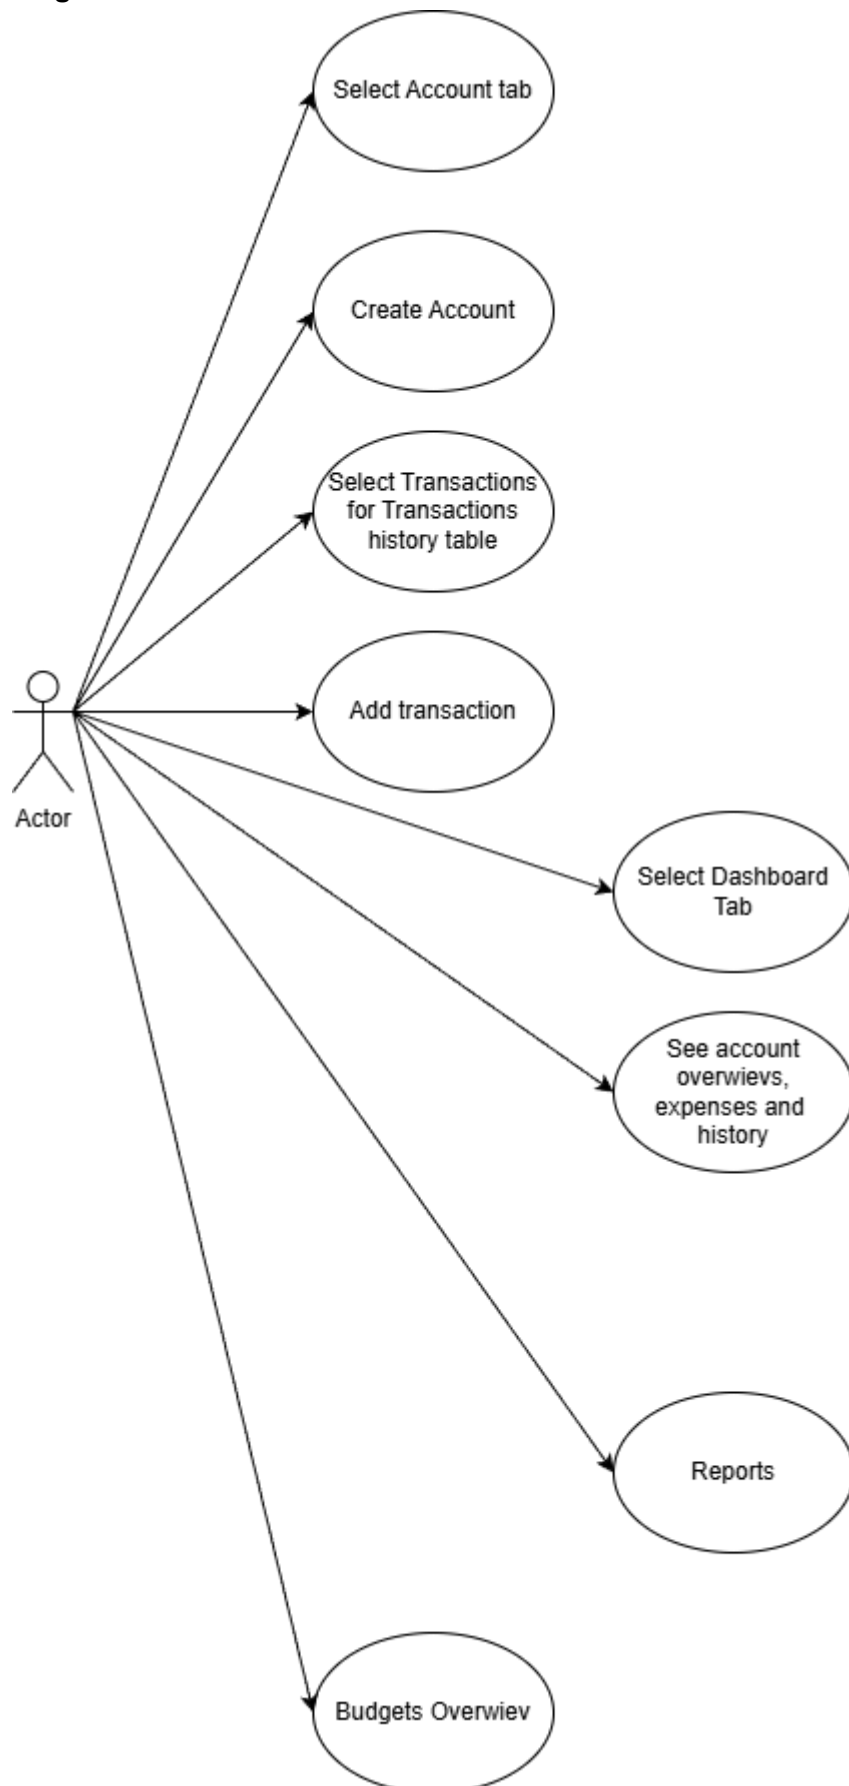 Select Account tab
Create Account
Select Transactions
for Transactions
history table
Add transaction
Actor
Select Dashboard
Tab
See account
overwievs,
expenses and
history
Reports
Budgets Overwiev